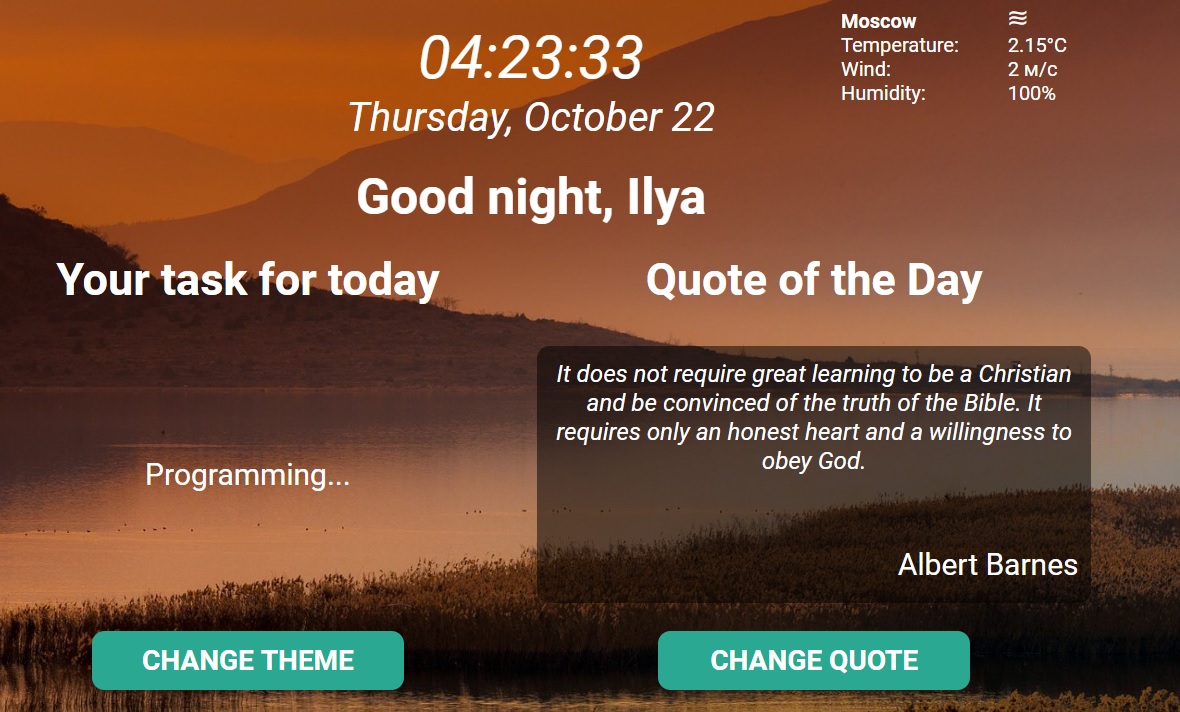 04:23:33
Thursday, October 22
Good night, Ilya
Moscow
Temperature: 2.15°C
Wind: 2 м/с
Humidity: 100%
Your task for today
Programming...
CHANGE THEME
Quote of the Day
It does not require great learning to be a Christian
and be convinced of the truth of the Bible. It
requires only an honest heart and a willingness to
obey God.
Albert Barnes
CHANGE QUOTE